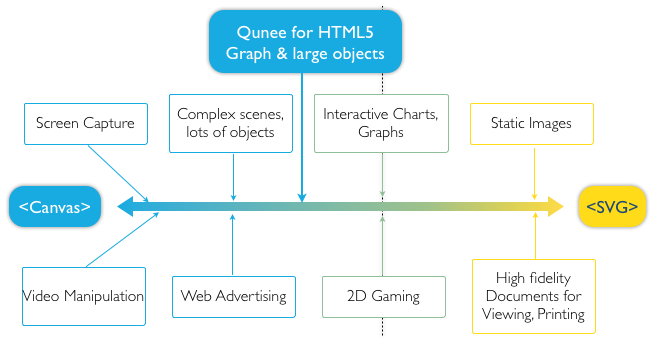 Qunee for HTML5
Graph & large objects
Screen Capture
Complex scenes,
lots of objects
Interactive Charts,
Graphs
Static Images
<Canvas>
<SVG>
Video Manipulation
Web Advertising
2D Gaming
High fidelity
Documents for
Viewing, Printing